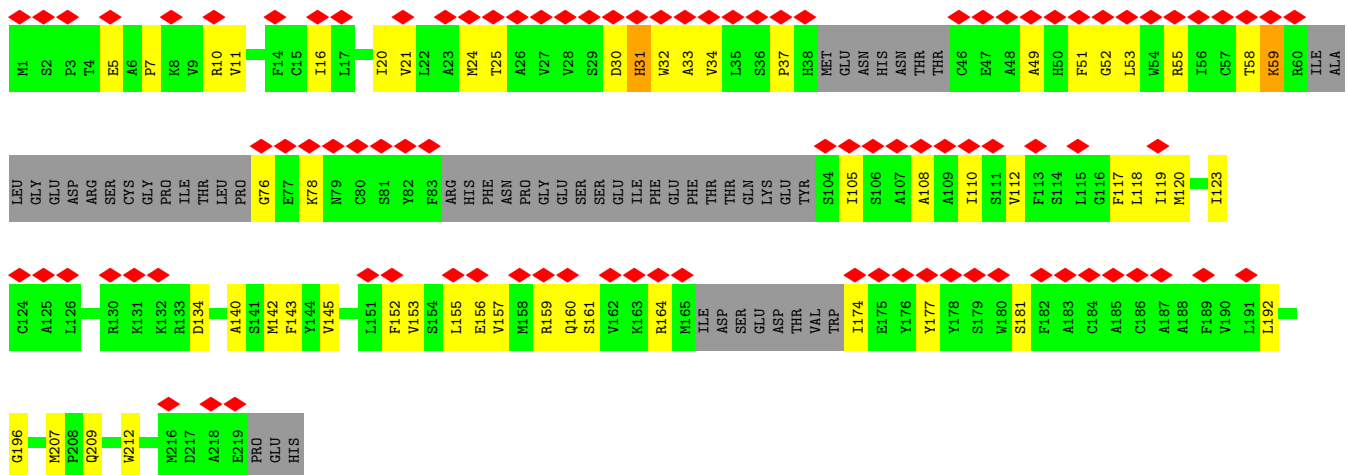 M1 S2 P3 T4 E5 A6 P7 K8 V9 R10 V11 F14 C15 I16 L17 I20 V21 L22 A23 M24 T25 A26 V27 V28 S29 D30 H31 W32 A33 V34 L35 S36 P37 H38 MET GLU ASN HIS ASN THR THR C46 E47 A48 A49 H50 F51 G52 L53 W54 R55 I56 C57 T58 K59 R60 ILE ALA
LEU GLY GLU ASP ARG SER CYS GLY PRO ILE THR LEU PRO G76 E77 K78 N79 C80 S81 Y82 F83 ARG HIS PHE ASN PRO GLY GLU SER SER GLU ILE PHE GLU PHE THR THR GLN LYS GLU TYR S104 I105 S106 A107 A108 A109 I110 S111 V112 F113 S114 L115 G116 F117 L118 I119 M120 I123
C124 A125 L126 R130 K131 K132 R133 D134 A140 S141 M142 F143 Y144 V145 L151 F152 V153 S154 L155 E156 V157 M158 R159 Q160 S161 V162 K163 R164 M165 ILE ASP SER GLU ASP THR VAL TRP I174 E175 Y176 Y177 Y178 S179 W180 S181 F182 A183 C184 A185 C186 A187 A188 F189 V190 L191 L192
G196 M207 P208 Q209 W212 M216 D217 A218 E219 PRO GLU HIS